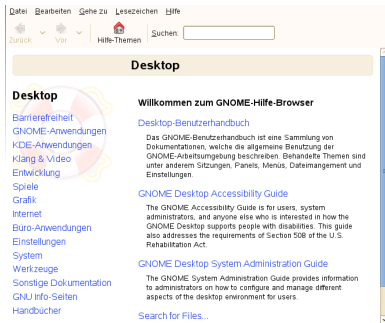 Datei Bearbeiten Gehe zu Lesezeichen Hilfe
Zurück Vor Hilfe-Themen Suchen:
Desktop
Desktop
Barrierefreiheit
GNOME-Anwendungen
KDE-Anwendungen
Klang & Video
Entwicklung
Spiele
Grafik
Internet
Büro-Anwendungen
Einstellungen
System
Werkzeuge
Sonstige Dokumentation
GNU Info-Seiten
Handbücher
Willkommen zum GNOME-Hilfe-Browser
Desktop-Benutzerhandbuch
Das GNOME-Benutzerhandbuch ist eine Sammlung von
Dokumentationen, welche die allgemeine Benutzung der
GNOME-Arbeitsumgebung beschreiben. Behandelte Themen sind
unter anderem Sitzungen, Panels, Menüs, Dateimangement und
Einstellungen.
GNOME Desktop Accessibility Guide
The GNOME Accessibility Guide is for users, system
administrators, and anyone else who is interested in how the
GNOME Desktop supports people with disabilities. This guide
also addresses the requirements of Section 508 of the U.S.
Rehabilitation Act.
GNOME Desktop System Administration Guide
The GNOME System Administration Guide provides information
to administrators on how to configure and manage different
aspects of the desktop environment for users.
Search for Files...